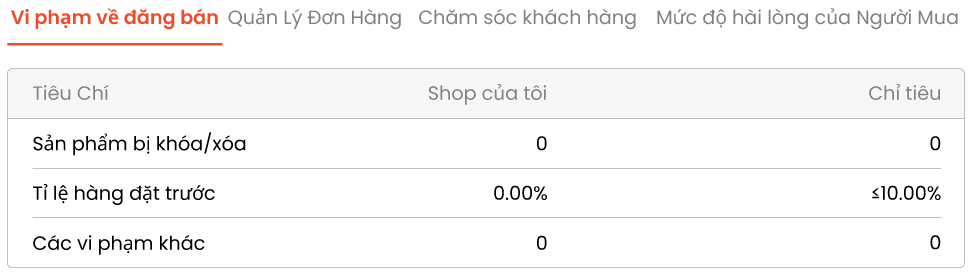 Vi phạm về đăng bán Quản Lý Đơn Hàng Chăm sóc khách hàng Mức độ hài lòng của Người Mua
Tiêu Chí Shop của tôi Chỉ tiêu
Sản phẩm bị khóa/xóa 0 0
Tỉ lệ hàng đặt trước 0.00% ≤10.00%
Các vi phạm khác 0 0